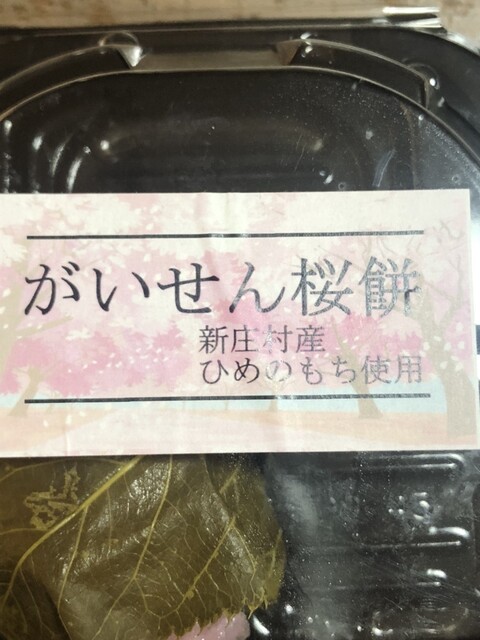 がいせん桜餅
新庄村産
ひめのもち使用